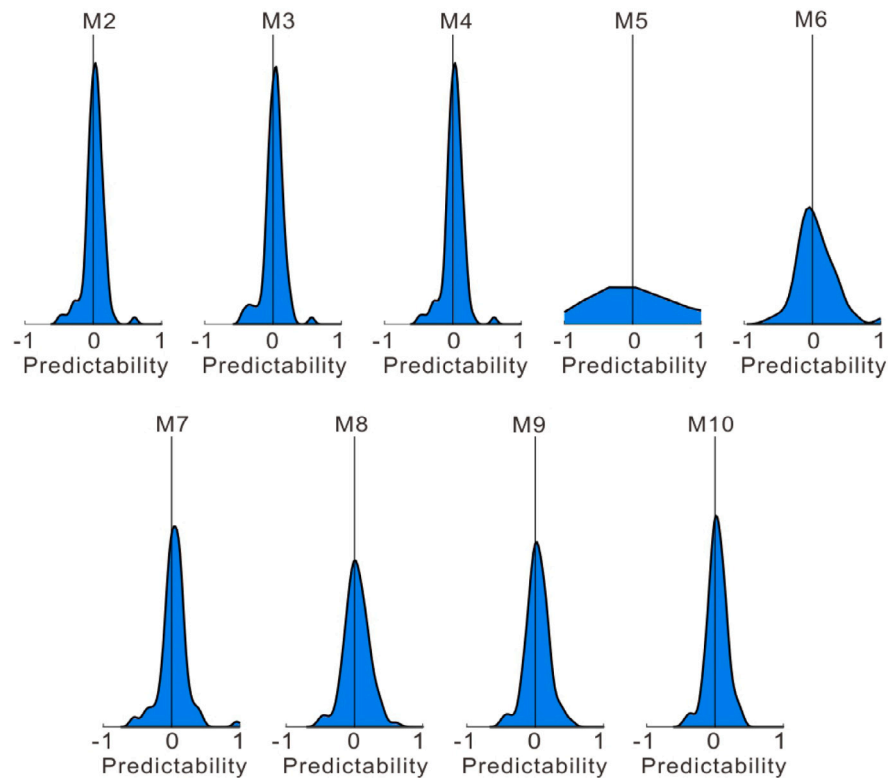 M2 M3 M4 M5 M6
-1 0 1 -1 0 1 -1 0 1 -1 0 1 -1 0 1
Predictability Predictability Predictability Predictability Predictability
M7 M8 M9 M10
-1 0 1 -1 0 1 -1 0 1 -1 0 1
Predictability Predictability Predictability Predictability